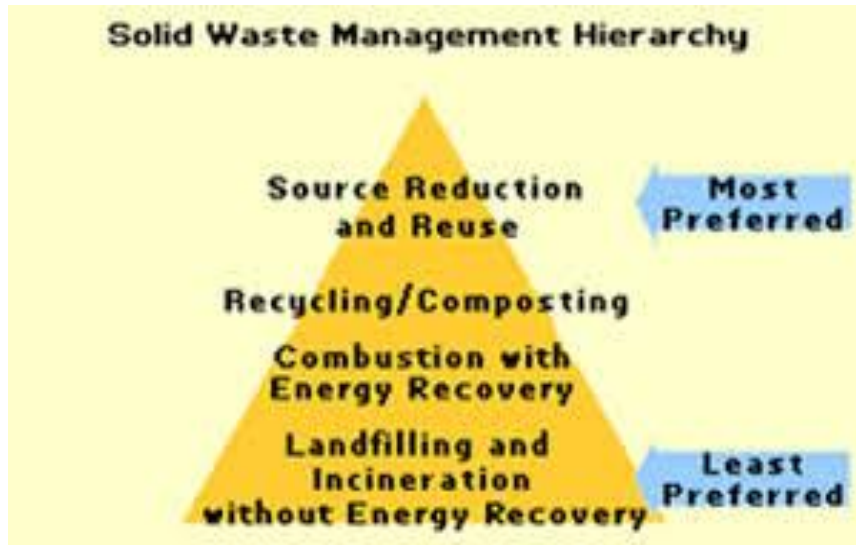 Solid Waste Management Hierarchy
Source Reduction
and Reuse
Most
Preferred
Recycling/Composting
Combustion with
Energy Recovery
Landfilling and
Incineration
without Energy Recovery
Least
Preferred